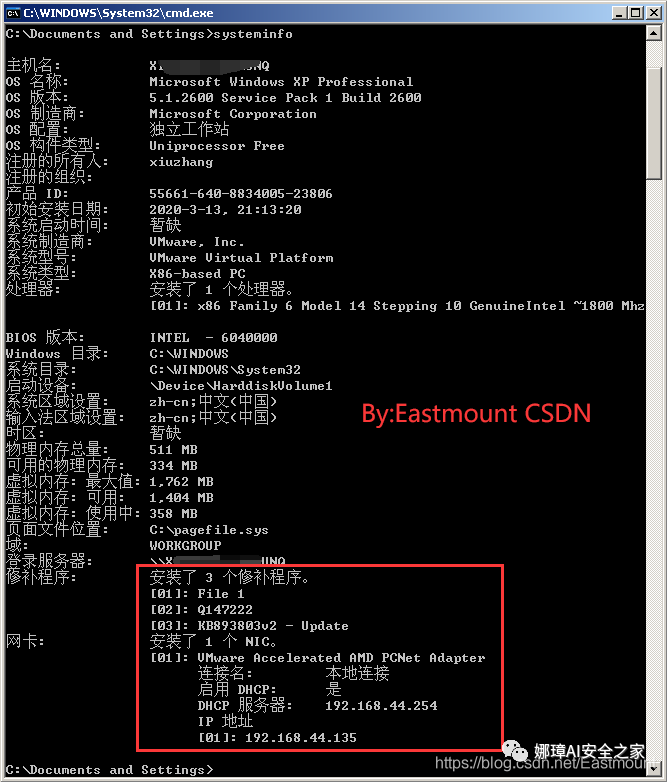 C:\WINDOWS\System32\cmd.exe
C:\Documents and Settings>systeminfo
主机名:
OS 名称: Microsoft Windows XP Professional
OS 版本: 5.1.2600 Service Pack 1 Build 2600
OS 制造商: Microsoft Corporation
OS 配置: 独立工作站
OS 构件类型: Uniprocessor Free
注册的所有人: xiuzhang
注册的组织:
产品 ID: 55661-640-8834005-23806
初始安装日期: 2020-3-13, 21:13:20
系统启动时间: 暂缺
系统制造商: VMware, Inc.
系统型号: VMware Virtual Platform
系统类型: X86-based PC
处理器: 安装了 1 个处理器。
[01]: x86 Family 6 Model 14 Stepping 10 GenuineIntel ~1800 Mhz
BIOS 版本: INTEL - 6040000
Windows 目录: C:\WINDOWS
系统目录: C:\WINDOWS\System32
启动设备: \Device\HarddiskVolume1
系统区域设置: zh-cn;中文(中国)
输入法区域设置: zh-cn;中文(中国)
时区: 暂缺
物理内存总量: 511 MB
可用的物理内存: 334 MB
虚拟内存: 最大值: 1,762 MB
虚拟内存: 可用: 1,404 MB
虚拟内存: 使用中: 358 MB
页面文件位置: C:\pagefile.sys
域: WORKGROUP
登录服务器:
修补程序: 安装了 3 个修补程序。
[01]: File 1
[02]: Q147222
[03]: KB893803v2 - Update
网卡: 安装了 1 个 NIC。
[01]: VMware Accelerated AMD PCNet Adapter
连接名: 本地连接
启用 DHCP: 是
DHCP 服务器: 192.168.44.254
IP 地址
[01]: 192.168.44.135
C:\Documents and Settings>
By:Eastmount CSDN
娜璋AI安全之家
https://blog.csdn.net/Eastmount